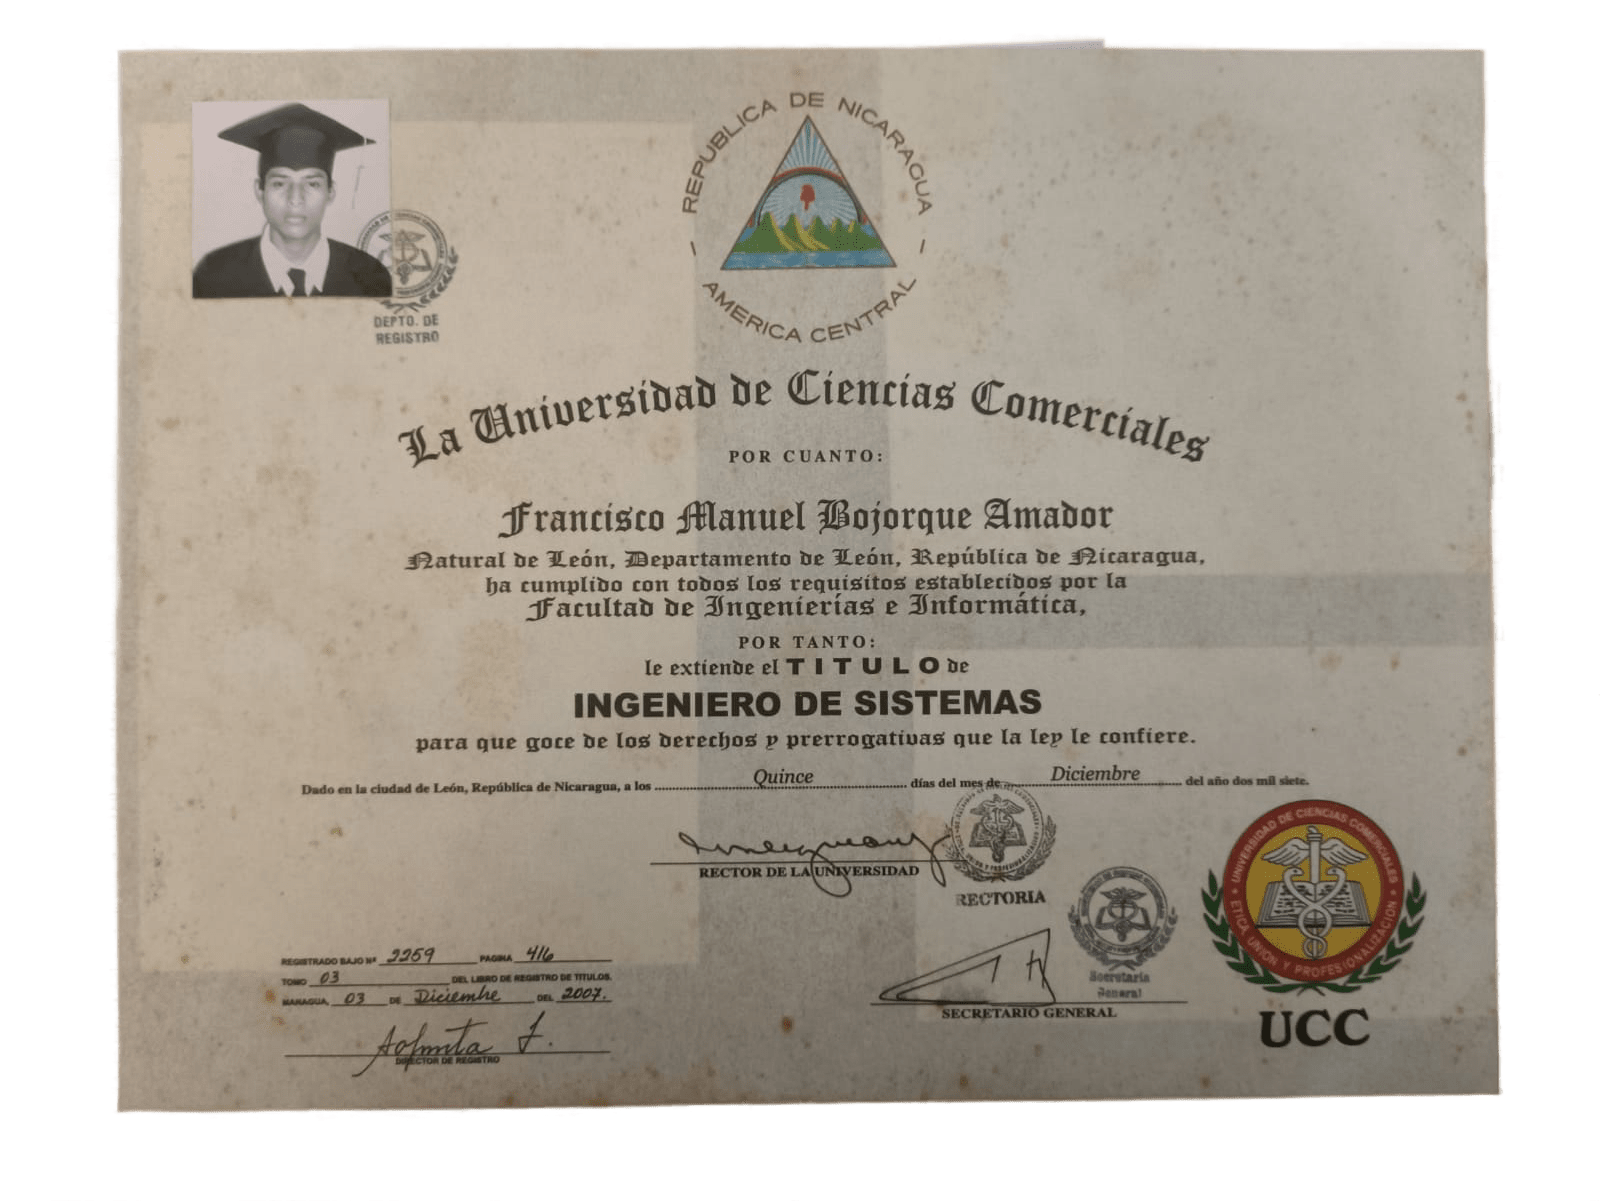 REPUBLICA DE NICARAGUA
AMERICA CENTRAL
DEPTO. DE
REGISTRO
La Universidad de Ciencias Comerciales
POR CUANTO:
Francisco Manuel Bojorque Amador
Natural de León, Departamento de León, República de Nicaragua,
ha cumplido con todos los requisitos establecidos por la
Facultad de Ingenierías e Informática,
POR TANTO:
le extiende el TITULO de
INGENIERO DE SISTEMAS
para que goce de los derechos y prerrogativas que la ley le confiere.
Dado en la ciudad de León, República de Nicaragua, a los Quince días del mes de Diciembre del año dos mil siete.
RECTOR DE LA UNIVERSIDAD
RECTORIA
UNIVERSIDAD DE CIENCIAS COMERCIALES
ETICA UNION Y PROFESIONALIZACION
UCC
Secretaria
General
SECRETARIO GENERAL
REGISTRADO BAJO Nº 2259 PAGINA 416
TOMO 03 DEL LIBRO DE REGISTRO DE TITULOS.
MANAGUA, 03 DE Diciembre DEL 2007.
DIRECTOR DE REGISTRO